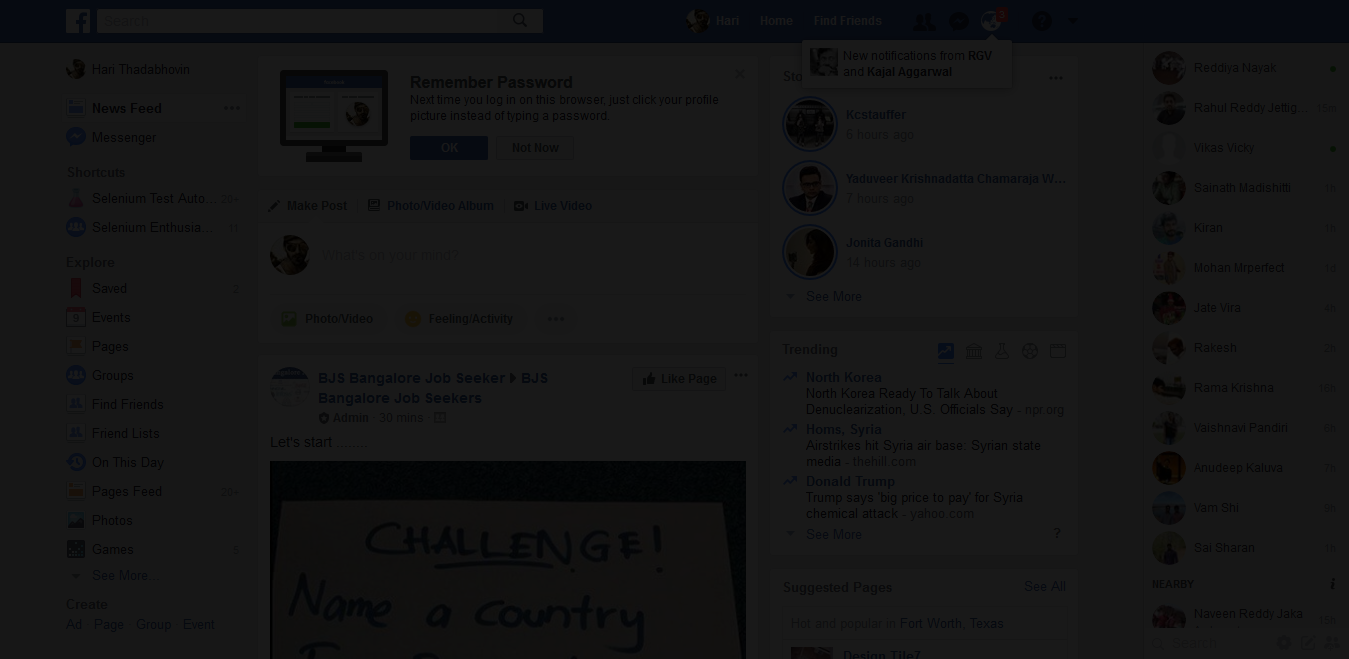 Search
Hari
Home
Find Friends
New notifications from RGV
and Kajal Aggarwal
Hari Thadabhovin
News Feed
Messenger
Shortcuts
Selenium Test Auto... 20+
Selenium Enthusia... 11
Explore
Saved 2
Events
Pages
Groups
Find Friends
Friend Lists
On This Day
Pages Feed 20+
Photos
Games 5
See More...
Create
Ad Page Group Event
Remember Password
Next time you log in on this browser, just click your profile
picture instead of typing a password.
OK
Not Now
Make Post
Photo/Video Album
Live Video
What's on your mind?
Photo/Video
Feeling/Activity
BJS Bangalore Job Seeker BJS
Bangalore Job Seekers
Like Page
Admin · 30 mins
Let's start.........
CHALLENGE!
Name a country
Kcstauffer
6 hours ago
Yaduveer Krishnadatta Chamaraja W...
7 hours ago
Jonita Gandhi
14 hours ago
See More
Trending
North Korea
North Korea Ready To Talk About
Denuclearization, U.S. Officials Say - npr.org
Homs, Syria
Airstrikes hit Syria air base: Syrian state
media - thehill.com
Donald Trump
Trump says 'big price to pay' for Syria
chemical attack - yahoo.com
See More
?
Suggested Pages
See All
Hot and popular in Fort Worth, Texas
Design Tile7
Reddiya Nayak
Rahul Reddy Jettig... 15m
Vikas Vicky
Sainath Madishitti 1h
Kiran 1h
Mohan Mrperfect 1d
Jafe Vira 4h
Rakesh 2h
Rama Krishna 16h
Vaishnavi Pandiri 6h
Anudeep Kaluva 7h
Vam Shi
Sai Sharan 1h
NEARBY
Naveen Reddy Jaka 15h
Search